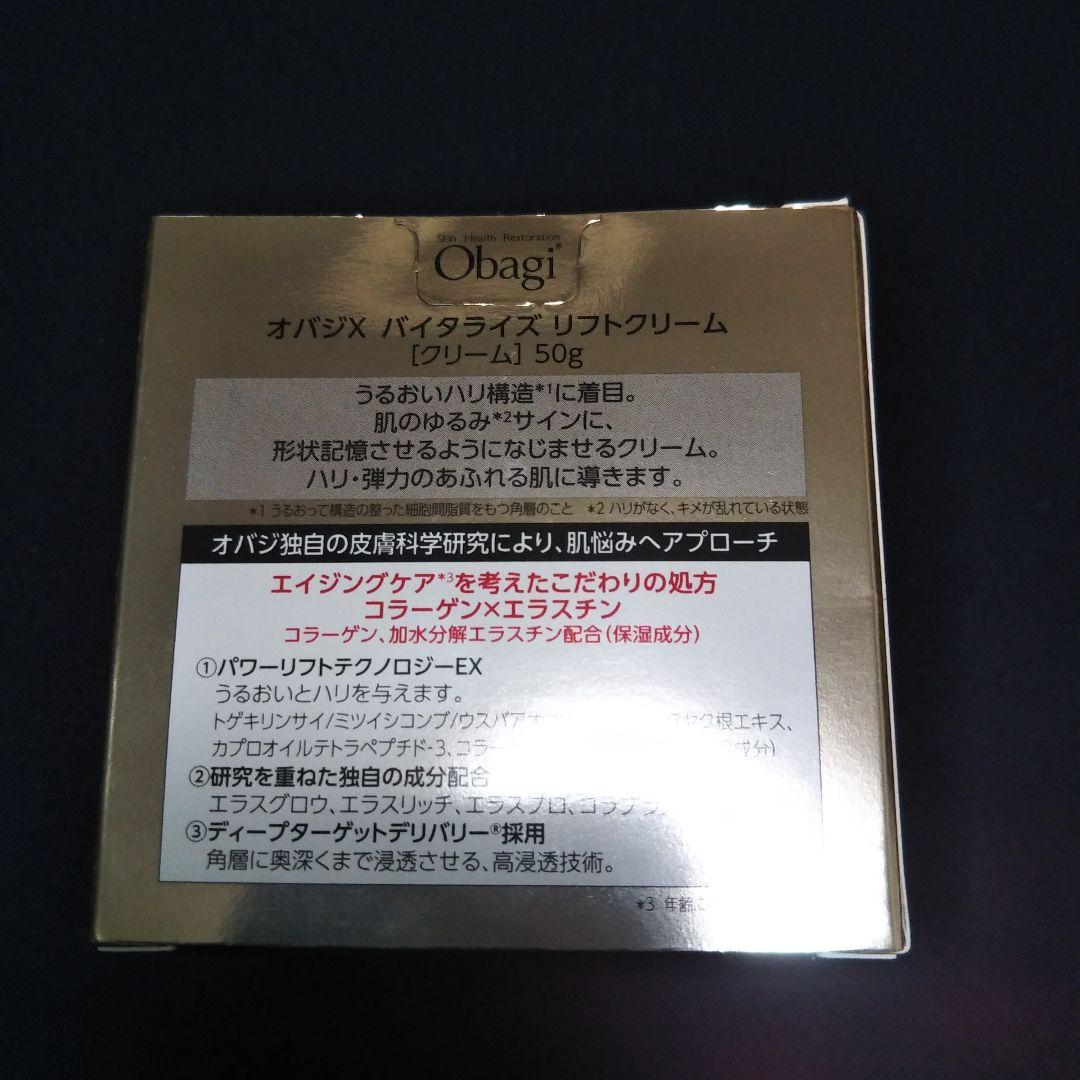 Skin Health Restoration
Obagi®
オバジX バイタライズ リフトクリーム
[クリーム] 50g
うるおいハリ構造*1に着目。
肌のゆるみ*2サインに、
形状記憶させるようになじませるクリーム。
ハリ・弾力のあふれる肌に導きます。
*1 うるおって構造の整った細胞間脂質をもつ角層のこと *2 ハリがなく、キメが乱れている状態
オバジ独自の皮膚科学研究により、肌悩みへアプローチ
エイジングケア*3を考えたこだわりの処方
コラーゲン×エラスチン
コラーゲン、加水分解エラスチン配合(保湿成分)
①パワーリフトテクノロジーEX
うるおいとハリを与えます。
トゲキリンサイ/ミツイシコンブ/ウスバア 根エキス、
カプロオイルテトラペプチド-3、コラー 成分)
②研究を重ねた独自の成分配合
エラスグロウ、エラスリッチ、エラスプロ、コラプラ
③ディープターゲットデリバリー®採用
角層に奥深くまで浸透させる、高浸透技術。
*3 年齢に